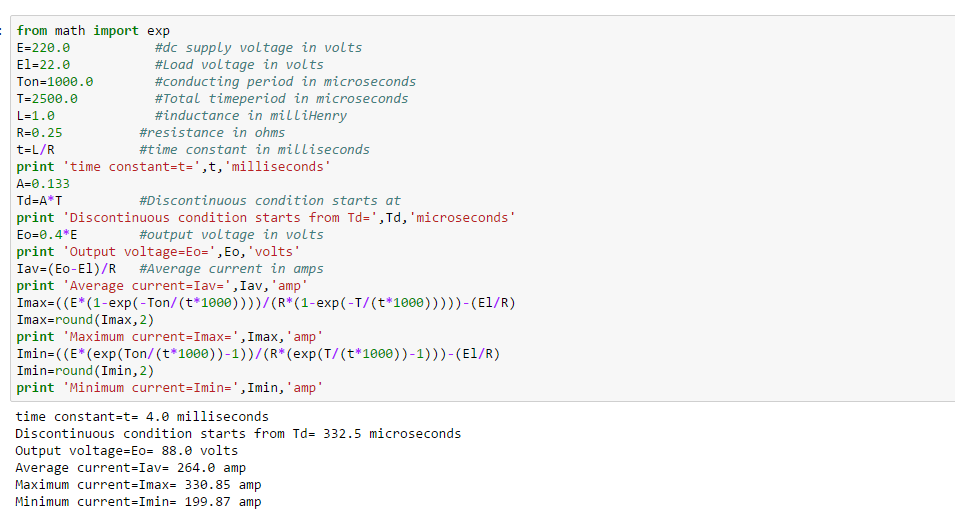 :
from math import exp
E=220.0           #dc supply voltage in volts
El=22.0           #Load voltage in volts
Ton=1000.0        #conducting period in microseconds
T=2500.0          #Total timeperiod in microseconds
L=1.0             #inductance in milliHenry
R=0.25          #resistance in ohms
t=L/R           #time constant in milliseconds
print 'time constant=t=',t,'milliseconds'
A=0.133
Td=A*T          #Discontinuous condition starts at
print 'Discontinuous condition starts from Td=',Td,'microseconds'
Eo=0.4*E        #output voltage in volts
print 'Output voltage=Eo=',Eo,'volts'
Iav=(Eo-El)/R   #Average current in amps
print 'Average current=Iav=',Iav,'amp'
Imax=((E*(1-exp(-Ton/(t*1000))))/(R*(1-exp(-T/(t*1000)))))-(El/R)
Imax=round(Imax,2)
print 'Maximum current=Imax=',Imax,'amp'
Imin=((E*(exp(Ton/(t*1000))-1))/(R*(exp(T/(t*1000))-1)))-(El/R)
Imin=round(Imin,2)
print 'Minimum current=Imin=',Imin,'amp'
time constant=t= 4.0 milliseconds
Discontinuous condition starts from Td= 332.5 microseconds
Output voltage=Eo= 88.0 volts
Average current=Iav= 264.0 amp
Maximum current=Imax= 330.85 amp
Minimum current=Imin= 199.87 amp